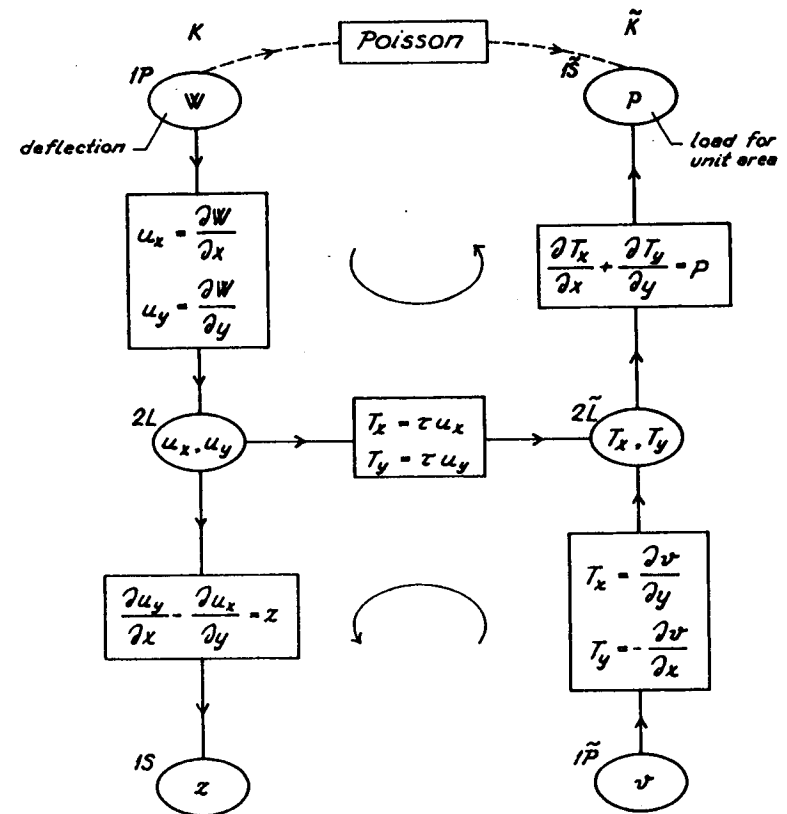 K
K̃
Poisson
1P
1S̃
W
P
deflection
load for
unit area
u_x = ∂W/∂x
u_y = ∂W/∂y
∂T_x/∂x + ∂T_y/∂y = P
2L
u_x, u_y
T_x = τ u_x
T_y = τ u_y
2L̃
T_x, T_y
∂u_y/∂x - ∂u_x/∂y = z
T_x = ∂v/∂y
T_y = - ∂v/∂x
1S
z
1P̃
v